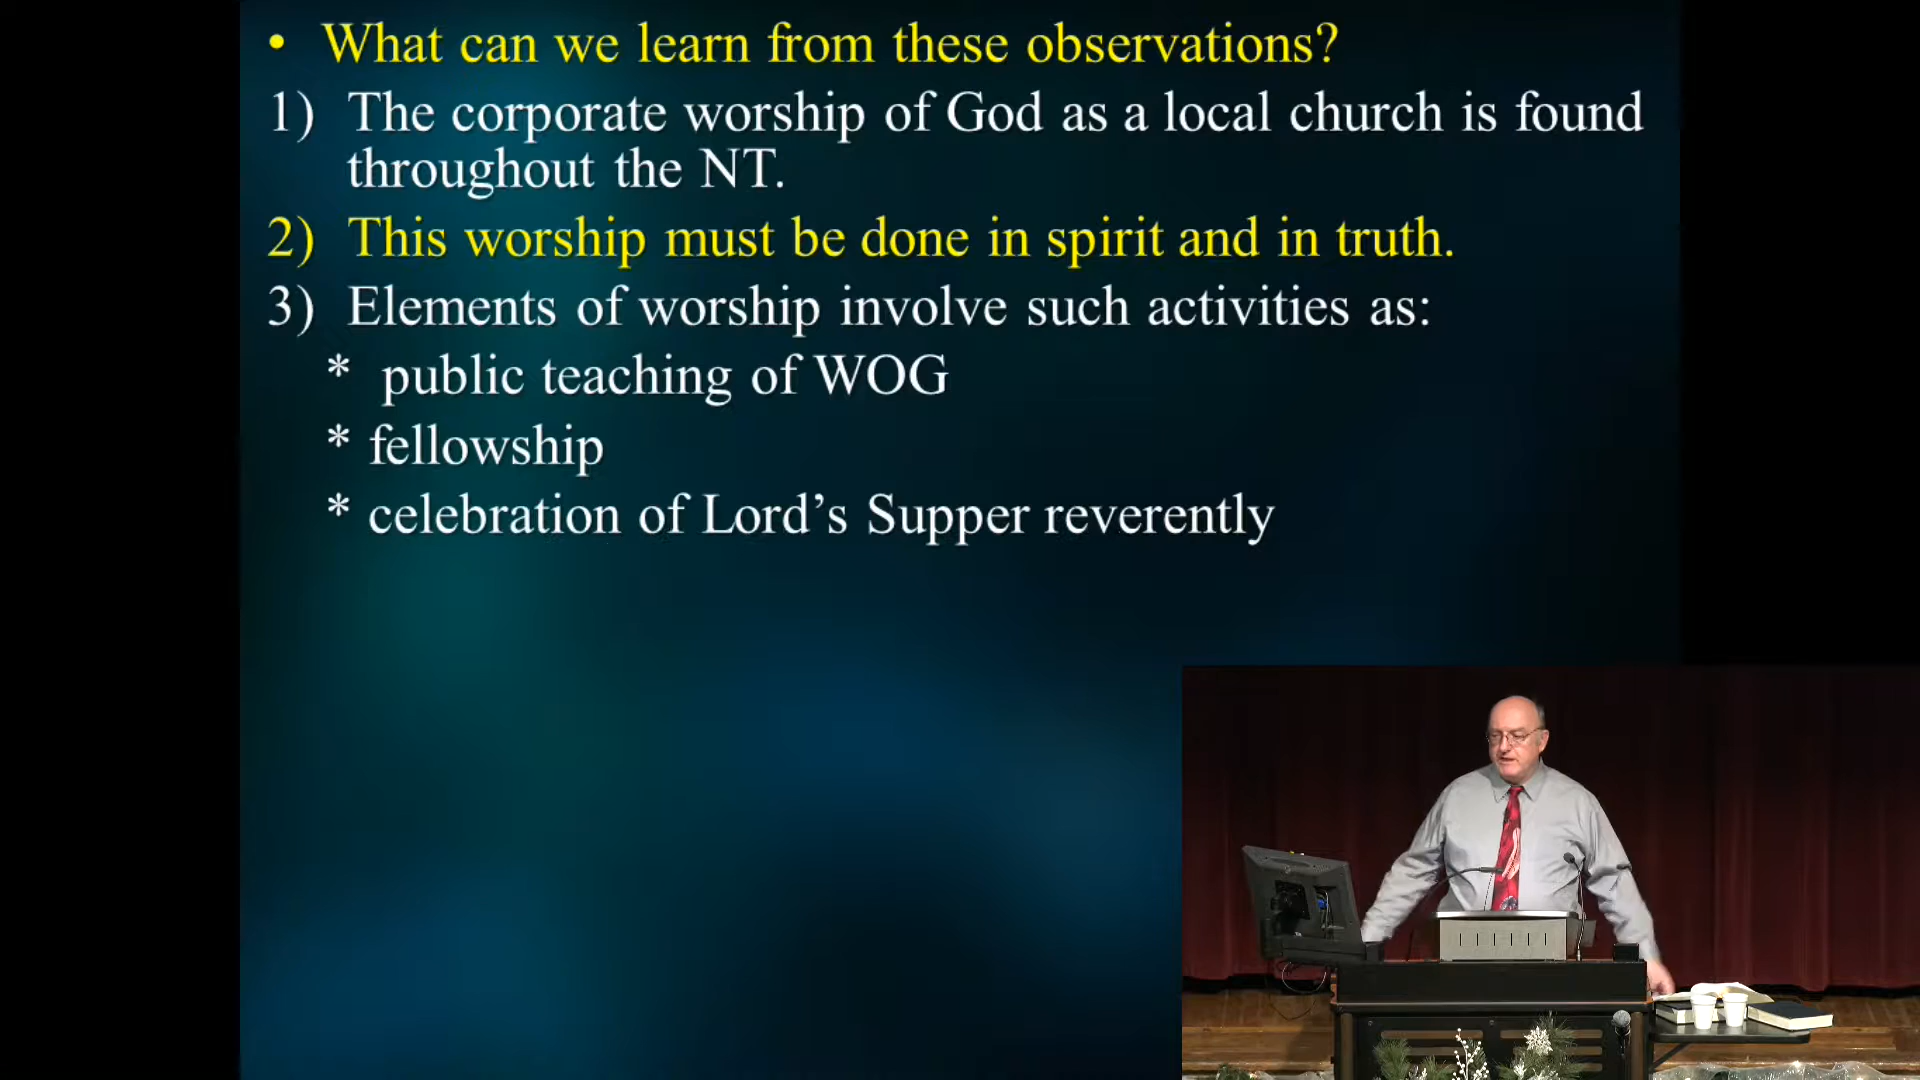 • What can we learn from these observations?
1) The corporate worship of God as a local church is found
throughout the NT.
2) This worship must be done in spirit and in truth.
3) Elements of worship involve such activities as:
* public teaching of WOG
* fellowship
* celebration of Lord’s Supper reverently